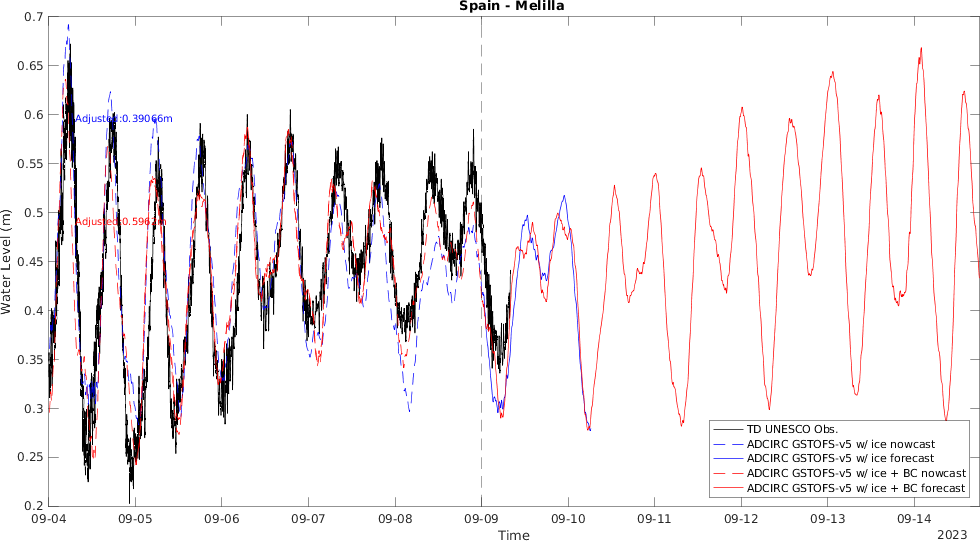 Spain - Melilla
0.7
0.65
0.6
0.55
0.5
0.45
0.4
0.35
0.3
0.25
0.2
Water Level (m)
Adjusted:0.39066m
TD UNESCO Obs.
ADCIRC GSTOFS-v5 w/ ice nowcast
ADCIRC GSTOFS-v5 w/ ice forecast
ADCIRC GSTOFS-v5 w/ ice + BC nowcast
ADCIRC GSTOFS-v5 w/ ice + BC forecast
09-04 09-05 09-06 09-07 09-08 09-09 09-10 09-11 09-12 09-13 09-14
Time
2023